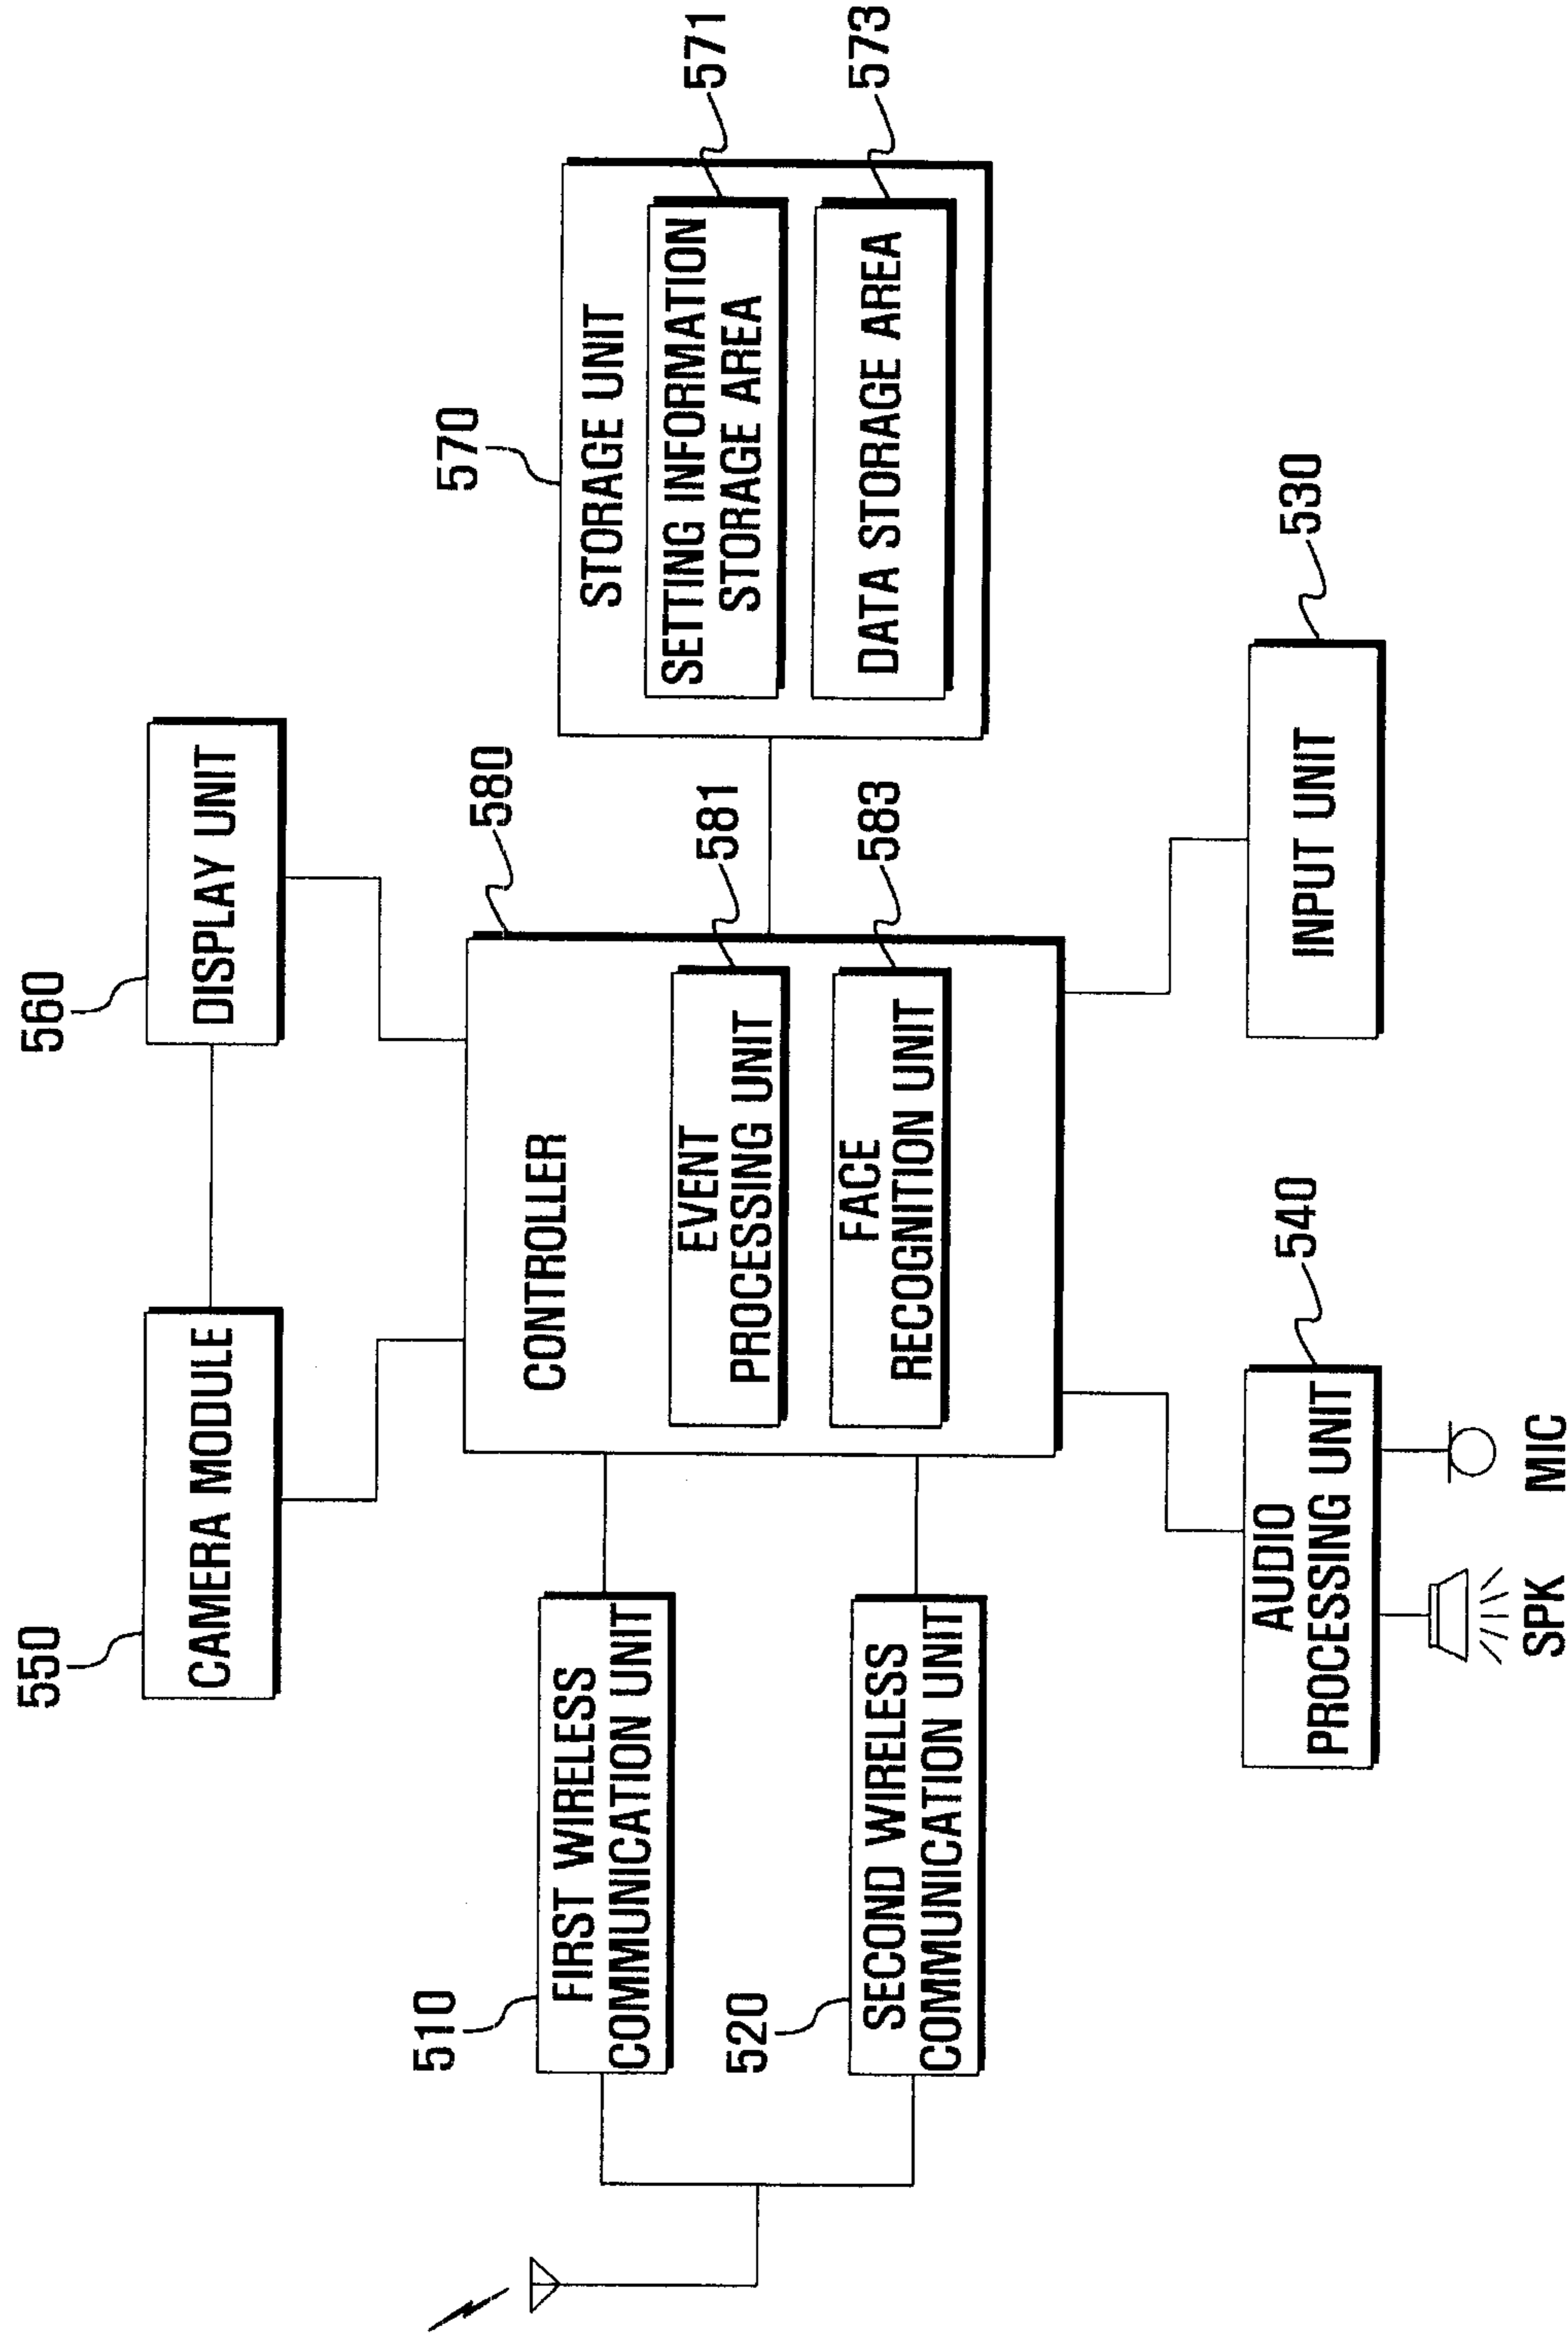 550
CAMERA MODULE
560
DISPLAY UNIT
510
FIRST WIRELESS
COMMUNICATION UNIT
520
SECOND WIRELESS
COMMUNICATION UNIT
580
CONTROLLER
581
EVENT
PROCESSING UNIT
583
FACE
RECOGNITION UNIT
570
STORAGE UNIT
571
SETTING INFORMATION
STORAGE AREA
573
DATA STORAGE AREA
540
AUDIO
PROCESSING UNIT
SPK
MIC
530
INPUT UNIT